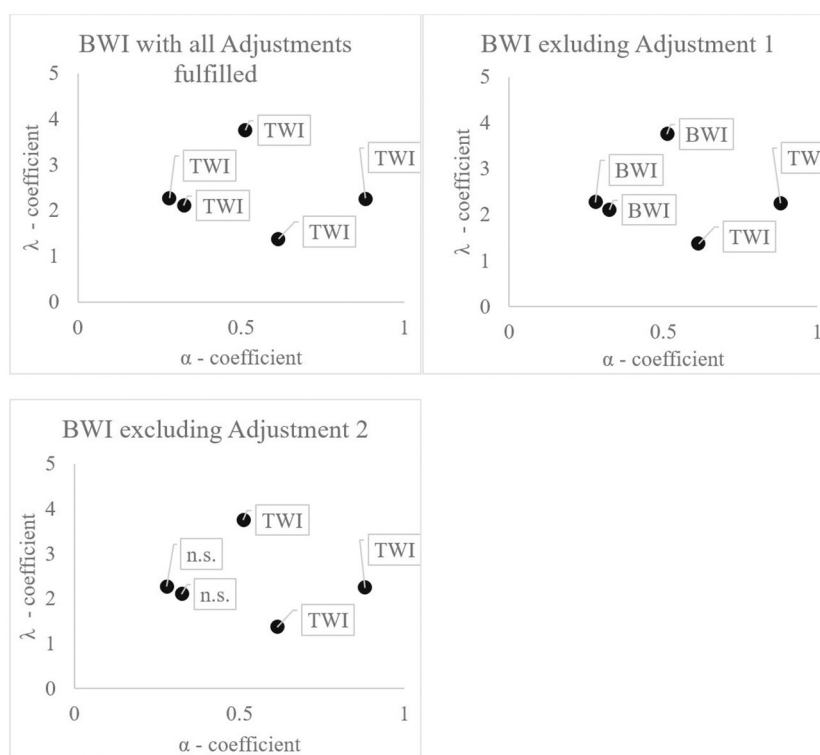 BWI with all Adjustments
fulfilled
5
4
3
2
1
0
λ - coefficient
TWI
TWI
TWI
TWI
TWI
0
0.5
1
α - coefficient
BWI exluding Adjustment 1
5
4
3
2
1
0
λ - coefficient
BWI
BWI
BWI
TW
TWI
0
0.5
1
α - coefficient
BWI excluding Adjustment 2
5
4
3
2
1
0
λ - coefficient
TWI
n.s.
n.s.
TWI
TWI
0
0.5
1
α - coefficient